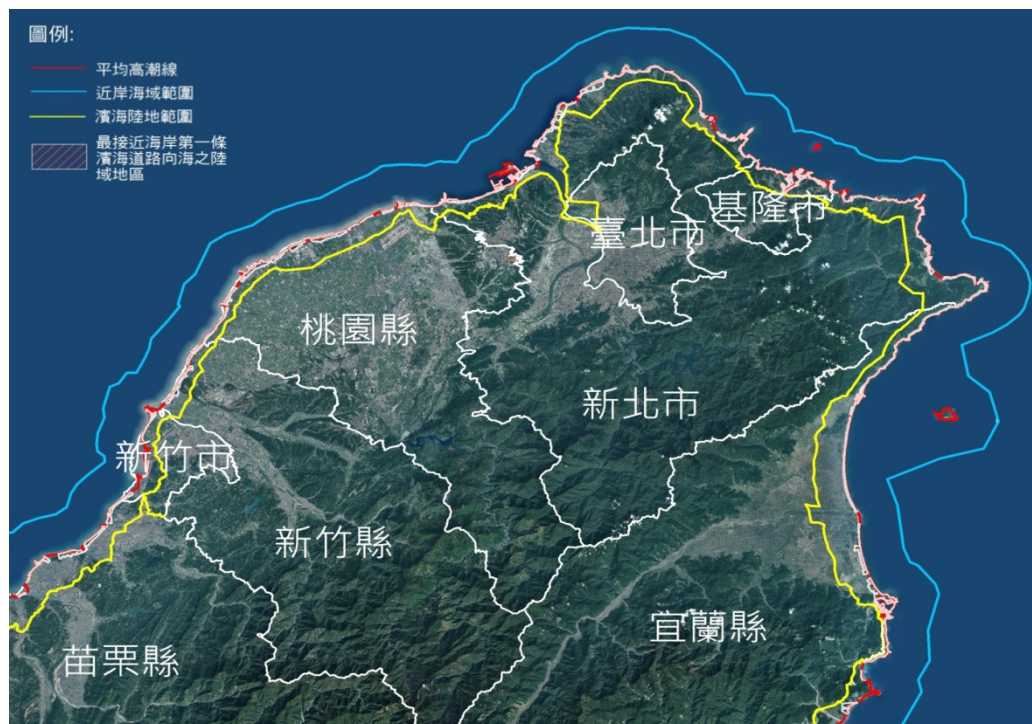 圖例:
平均高潮線
近岸海域範圍
濱海陸地範圍
最接近海岸第一條
濱海道路向海之陸
域地區
基隆市
臺北市
桃園縣
新北市
新竹市
新竹縣
宜蘭縣
苗栗縣